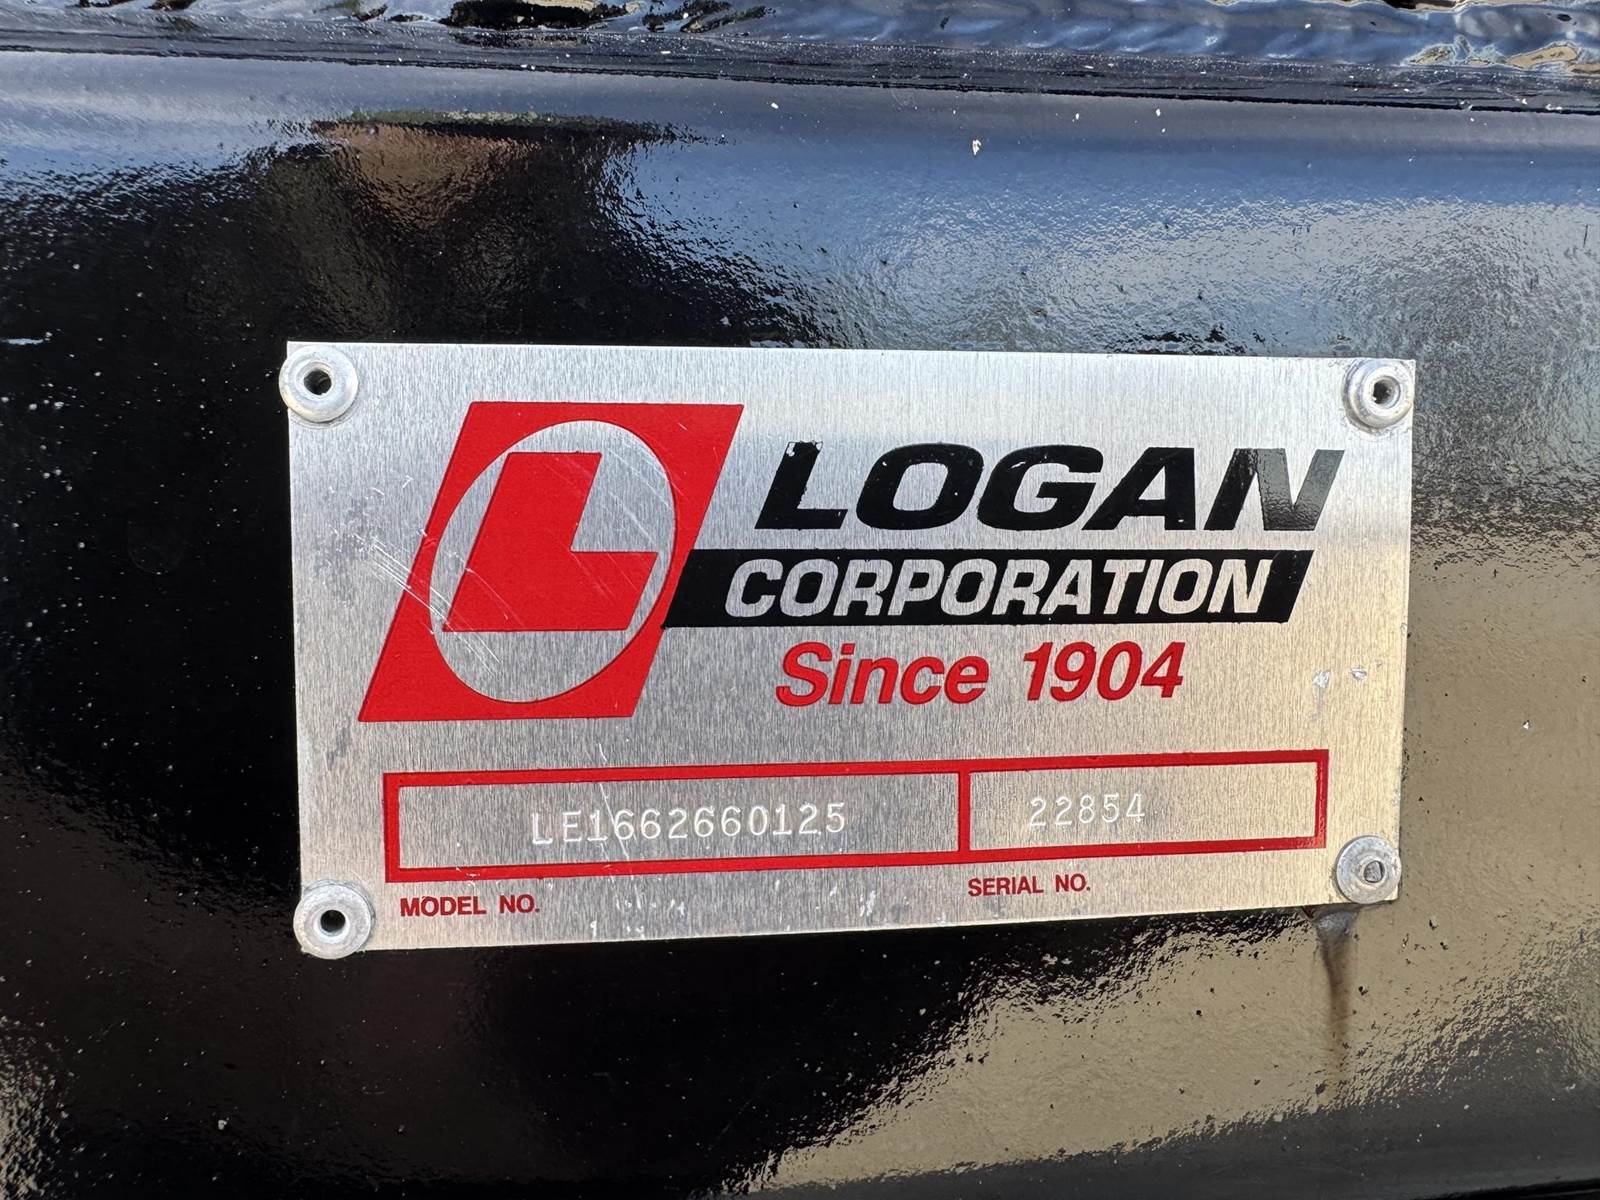 LOGAN
CORPORATION
Since 1904
LE1662660125 22854
MODEL NO. SERIAL NO.